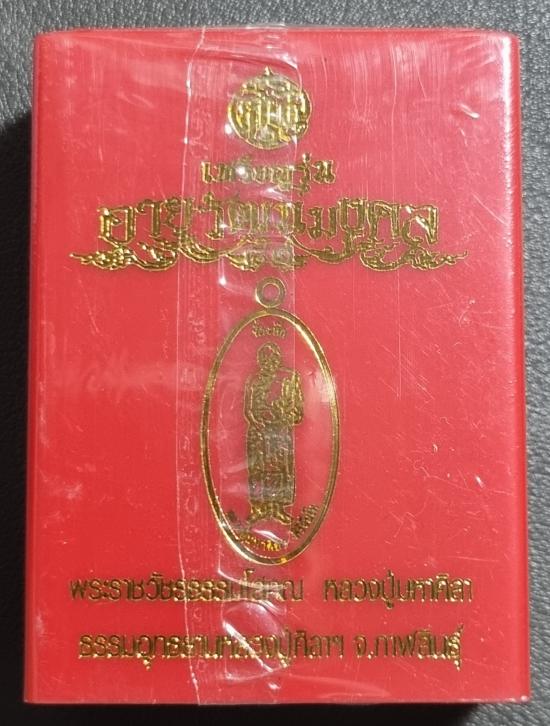 เหรียญรุ่น
อายุวัฒนมงคล
พระราชวัชรธรรมโสภณ หลวงปู่มหาศิลา
ธรรมอุทยานหลวงปู่ศิลาฯ จ.กาฬสินธุ์